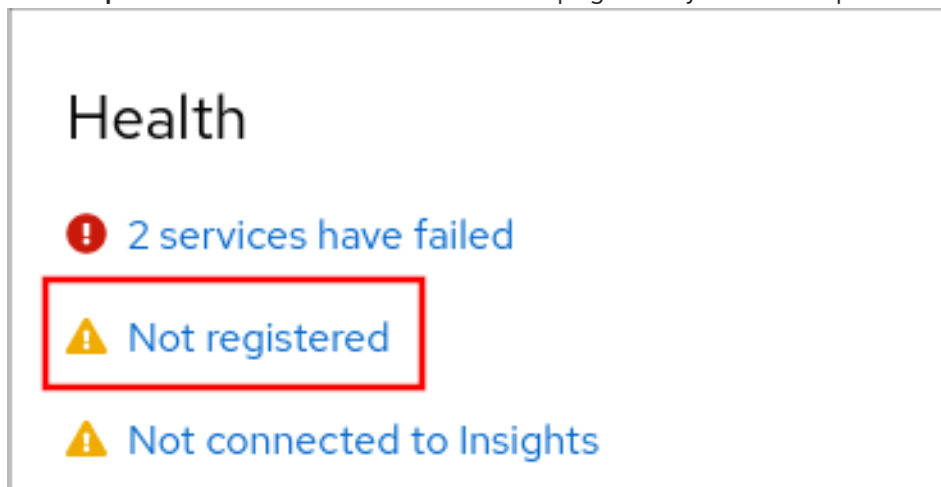 Health
2 services have failed
Not registered
Not connected to Insights